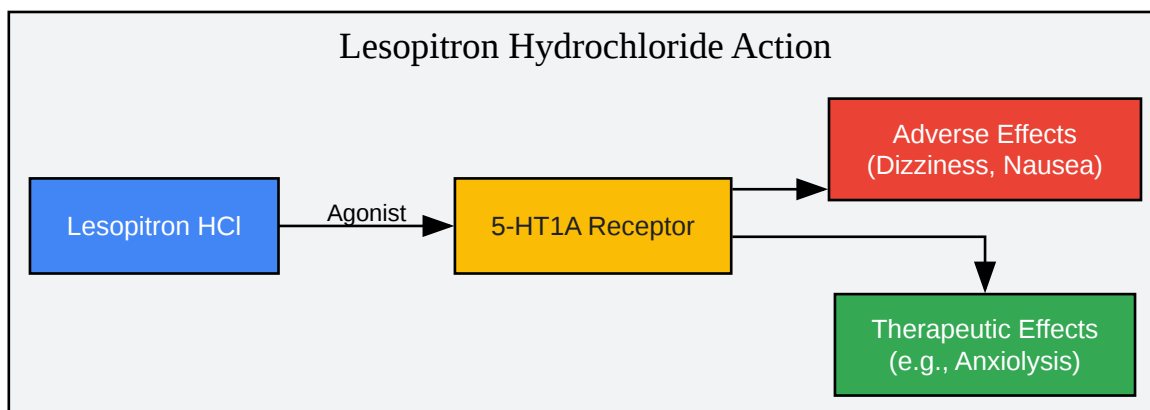 Lesopitron Hydrochloride Action
Adverse Effects
(Dizziness, Nausea)
Lesopitron HCl
Agonist
5-HT1A Receptor
Therapeutic Effects
(e.g., Anxiolysis)